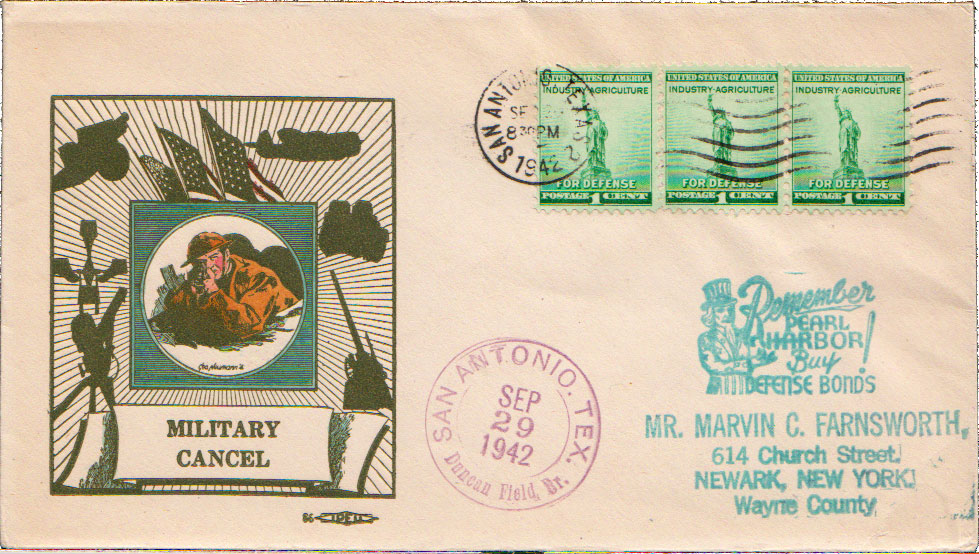 SAN ANTONIO, TEXAS 2
SE
8 30 PM
1942
UNITED STATES OF AMERICA
INDUSTRY-AGRICULTURE
FOR DEFENSE
POSTAGE 1 CENT
UNITED STATES OF AMERICA
INDUSTRY-AGRICULTURE
FOR DEFENSE
POSTAGE 1 CENT
UNITED STATES OF AMERICA
INDUSTRY-AGRICULTURE
FOR DEFENSE
POSTAGE 1 CENT
MILITARY
CANCEL
SAN ANTONIO, TEX.
SEP
29
1942
Duncan Field, Br.
Remember
PEARL
HARBOR!
Buy
DEFENSE BONDS
MR. MARVIN C. FARNSWORTH,
614 Church Street,
NEWARK, NEW YORK,
Wayne County